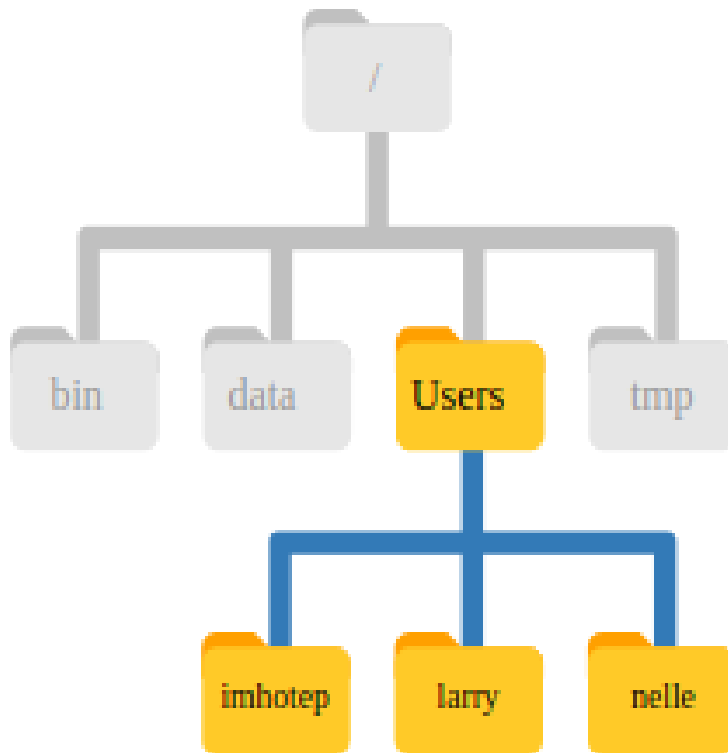 /
bin
data
Users
tmp
imhotep
larry
nelle